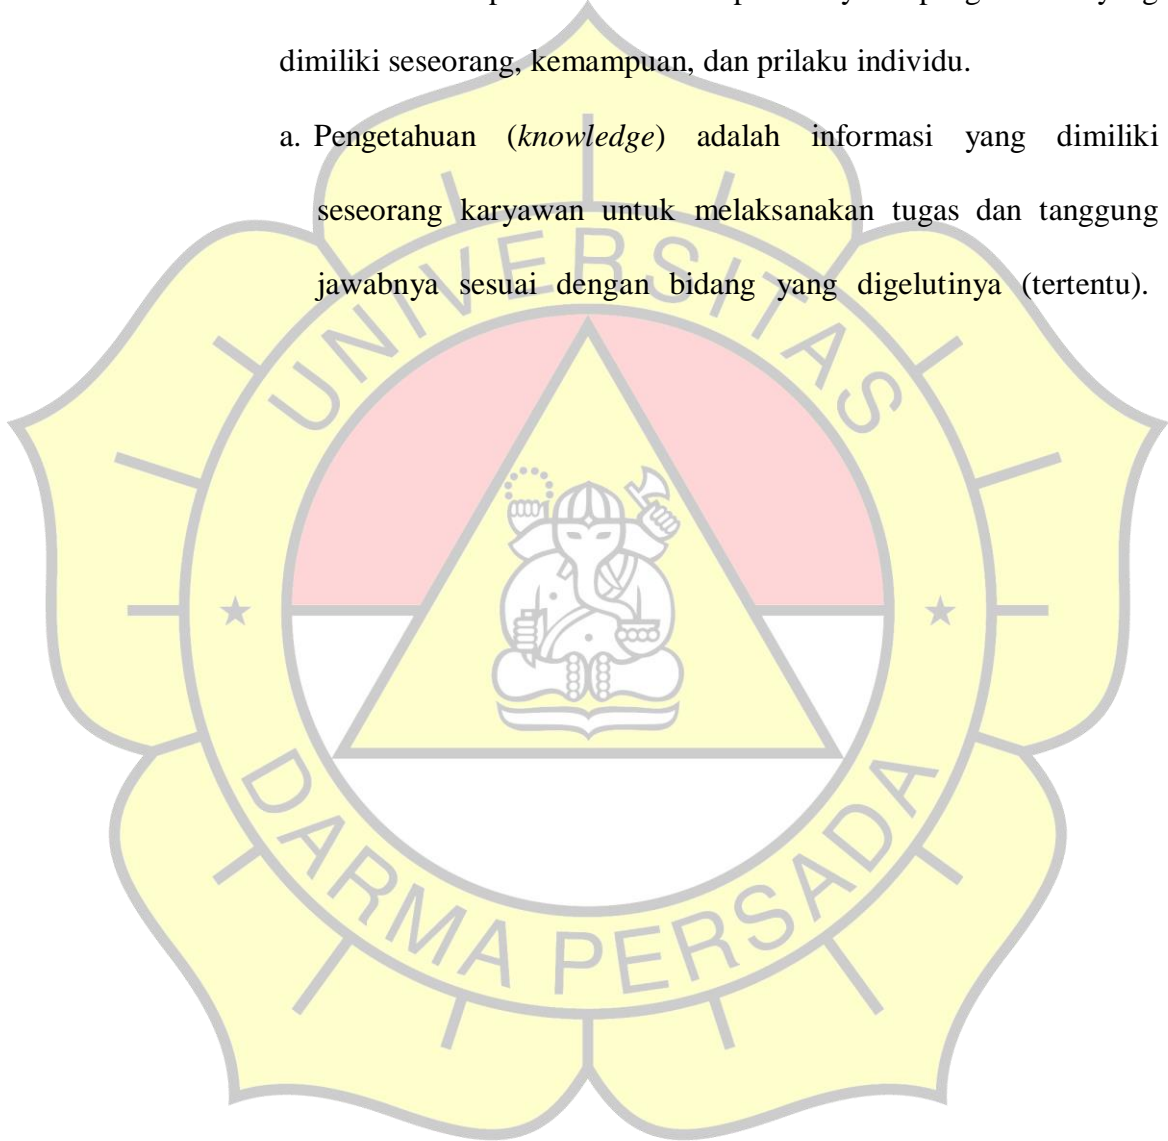 dimiliki seseorang, kemampuan, dan prilaku individu.
a. Pengetahuan (knowledge) adalah informasi yang dimiliki
seseorang karyawan untuk melaksanakan tugas dan tanggung
jawabnya sesuai dengan bidang yang digelutinya (tertentu).
UNIVERSITAS
DARMA PERSADA